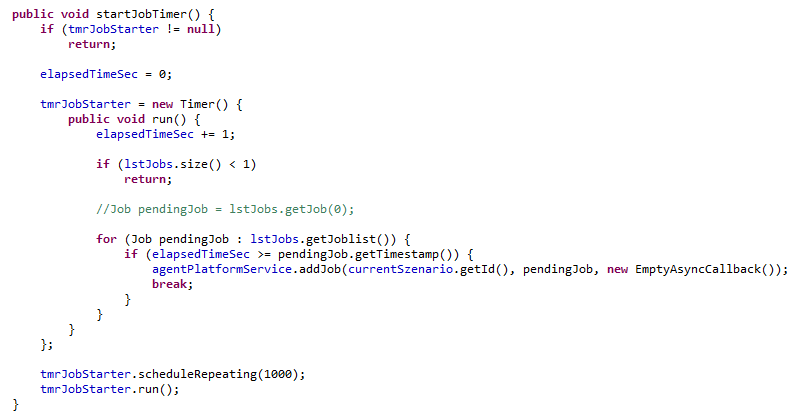 public void startJobTimer() {
    if (tmrJobStarter != null)
        return;

    elapsedTimeSec = 0;

    tmrJobStarter = new Timer() {
        public void run() {
            elapsedTimeSec += 1;

            if (lstJobs.size() < 1)
                return;

            //Job pendingJob = lstJobs.getJob(0);

            for (Job pendingJob : lstJobs.getJoblist()) {
                if (elapsedTimeSec >= pendingJob.getTimestamp()) {
                    agentPlatformService.addJob(currentSzenario.getId(), pendingJob, new EmptyAsyncCallback());
                    break;
                }
            }
        }
    };

    tmrJobStarter.scheduleRepeating(1000);
    tmrJobStarter.run();
}